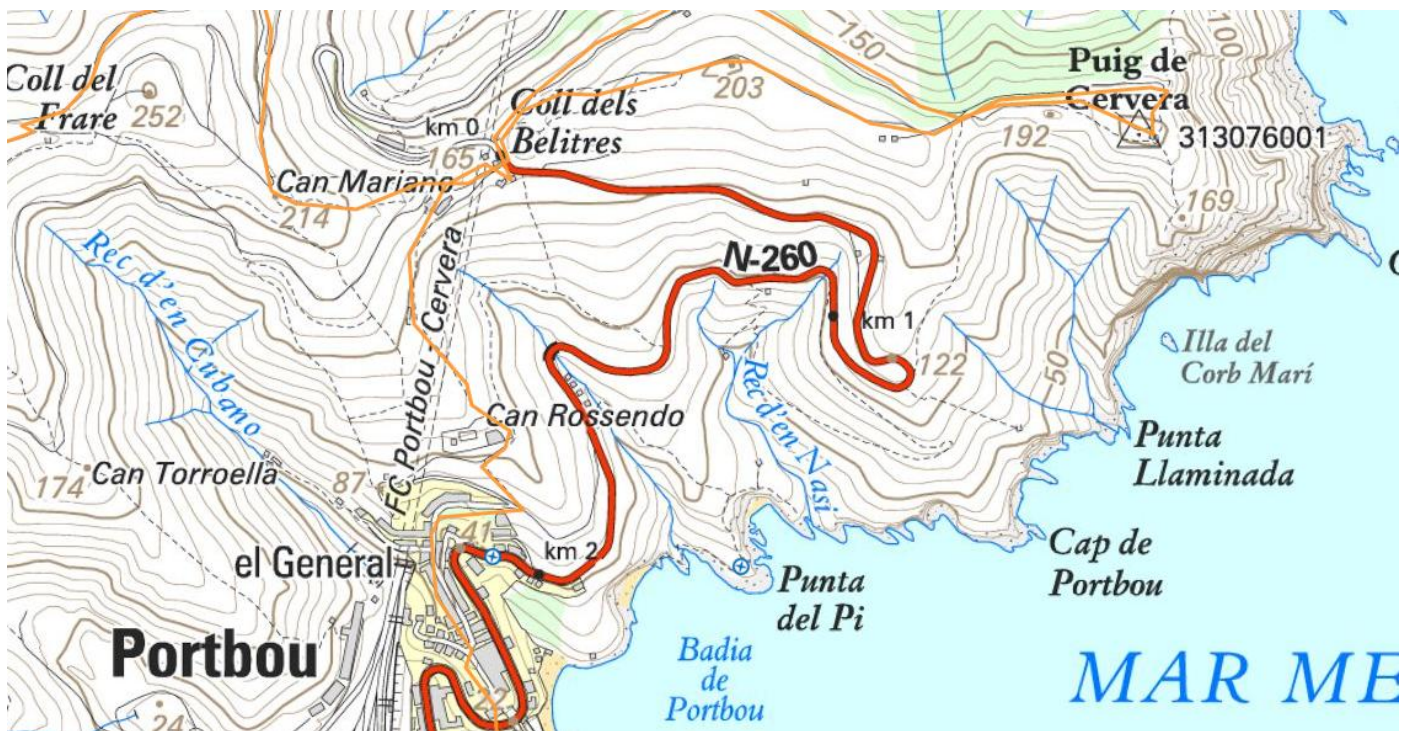 150
100
Puig de
Cervera
Coll del
Frare
252
203
Coll dels
Belitres
km 0
192
313076001
165
Can Mariano
214
169
Rec d'en Cubano
FC Portbou - Cervera
N-260
km 1
122
50
Illa del
Corb Marí
Rec d'en Nasi
Can Rossendo
Punta
Llaminada
Can Torroella
174
87
41
km 2
el General
Cap de
Portbou
Punta
del Pi
Portbou
Badia
de
Portbou
MAR ME
22
24